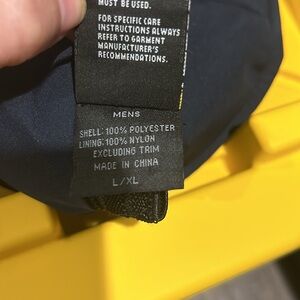 MUST BE USED.
FOR SPECIFIC CARE
INSTRUCTIONS ALWAYS
REFER TO GARMENT
MANUFACTURER'S
RECOMMENDATIONS.
MENS
SHELL: 100% POLYESTER
LINING: 100% NYLON
EXCLUDING TRIM
MADE IN CHINA
L/XL